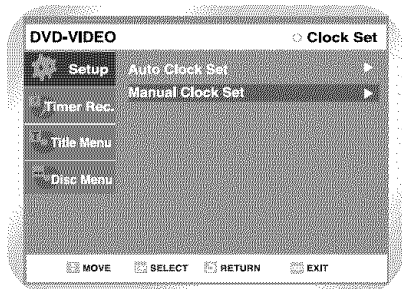 DVD-VIDEO
Clock Set
Setup
Auto Clock Set
Manual Clock Set
Timer Rec.
Title Menu
Disc Menu
MOVE SELECT RETURN EXIT